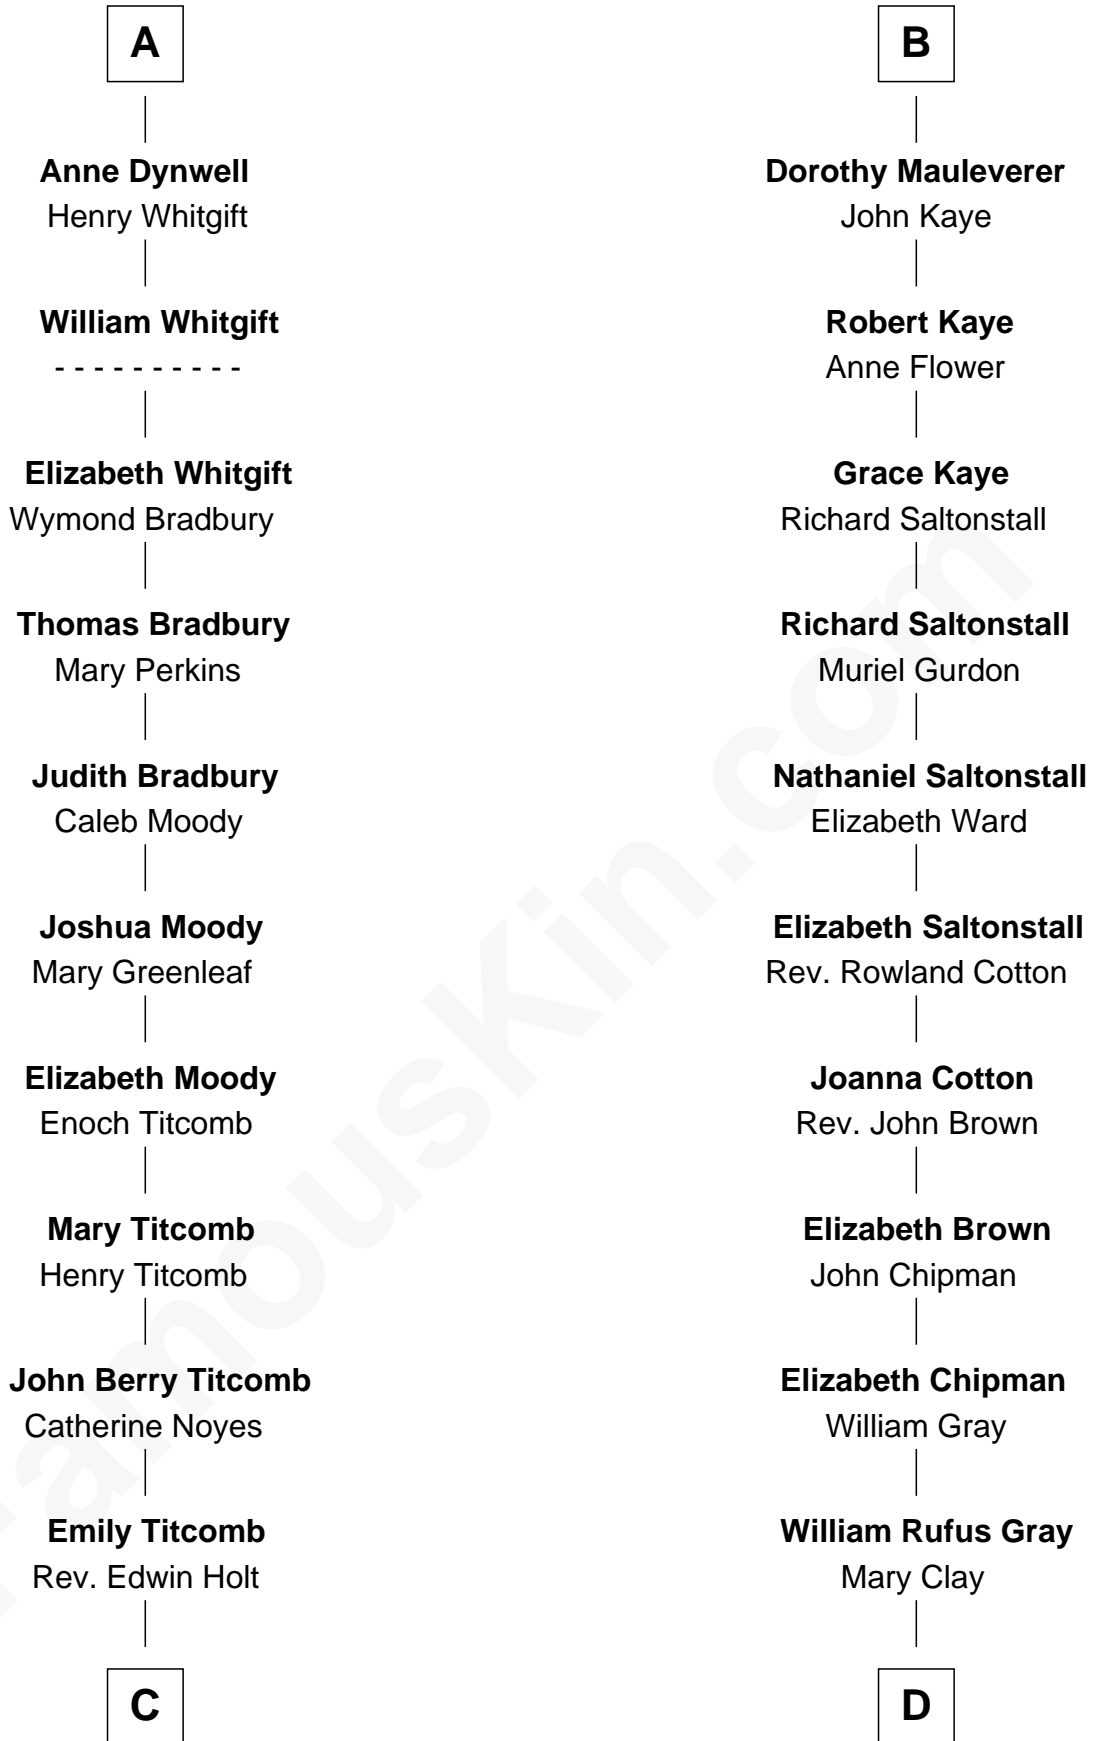 A
Anne Dynwell
Henry Whitgift
William Whitgift
- - - - - - - - - -
Elizabeth Whitgift
Wymond Bradbury
Thomas Bradbury
Mary Perkins
Judith Bradbury
Caleb Moody
Joshua Moody
Mary Greenleaf
Elizabeth Moody
Enoch Titcomb
Mary Titcomb
Henry Titcomb
John Berry Titcomb
Catherine Noyes
Emily Titcomb
Rev. Edwin Holt
C
B
Dorothy Mauleverer
John Kaye
Robert Kaye
Anne Flower
Grace Kaye
Richard Saltonstall
Richard Saltonstall
Muriel Gurdon
Nathaniel Saltonstall
Elizabeth Ward
Elizabeth Saltonstall
Rev. Rowland Cotton
Joanna Cotton
Rev. John Brown
Elizabeth Brown
John Chipman
Elizabeth Chipman
William Gray
William Rufus Gray
Mary Clay
D
FamousKin.com